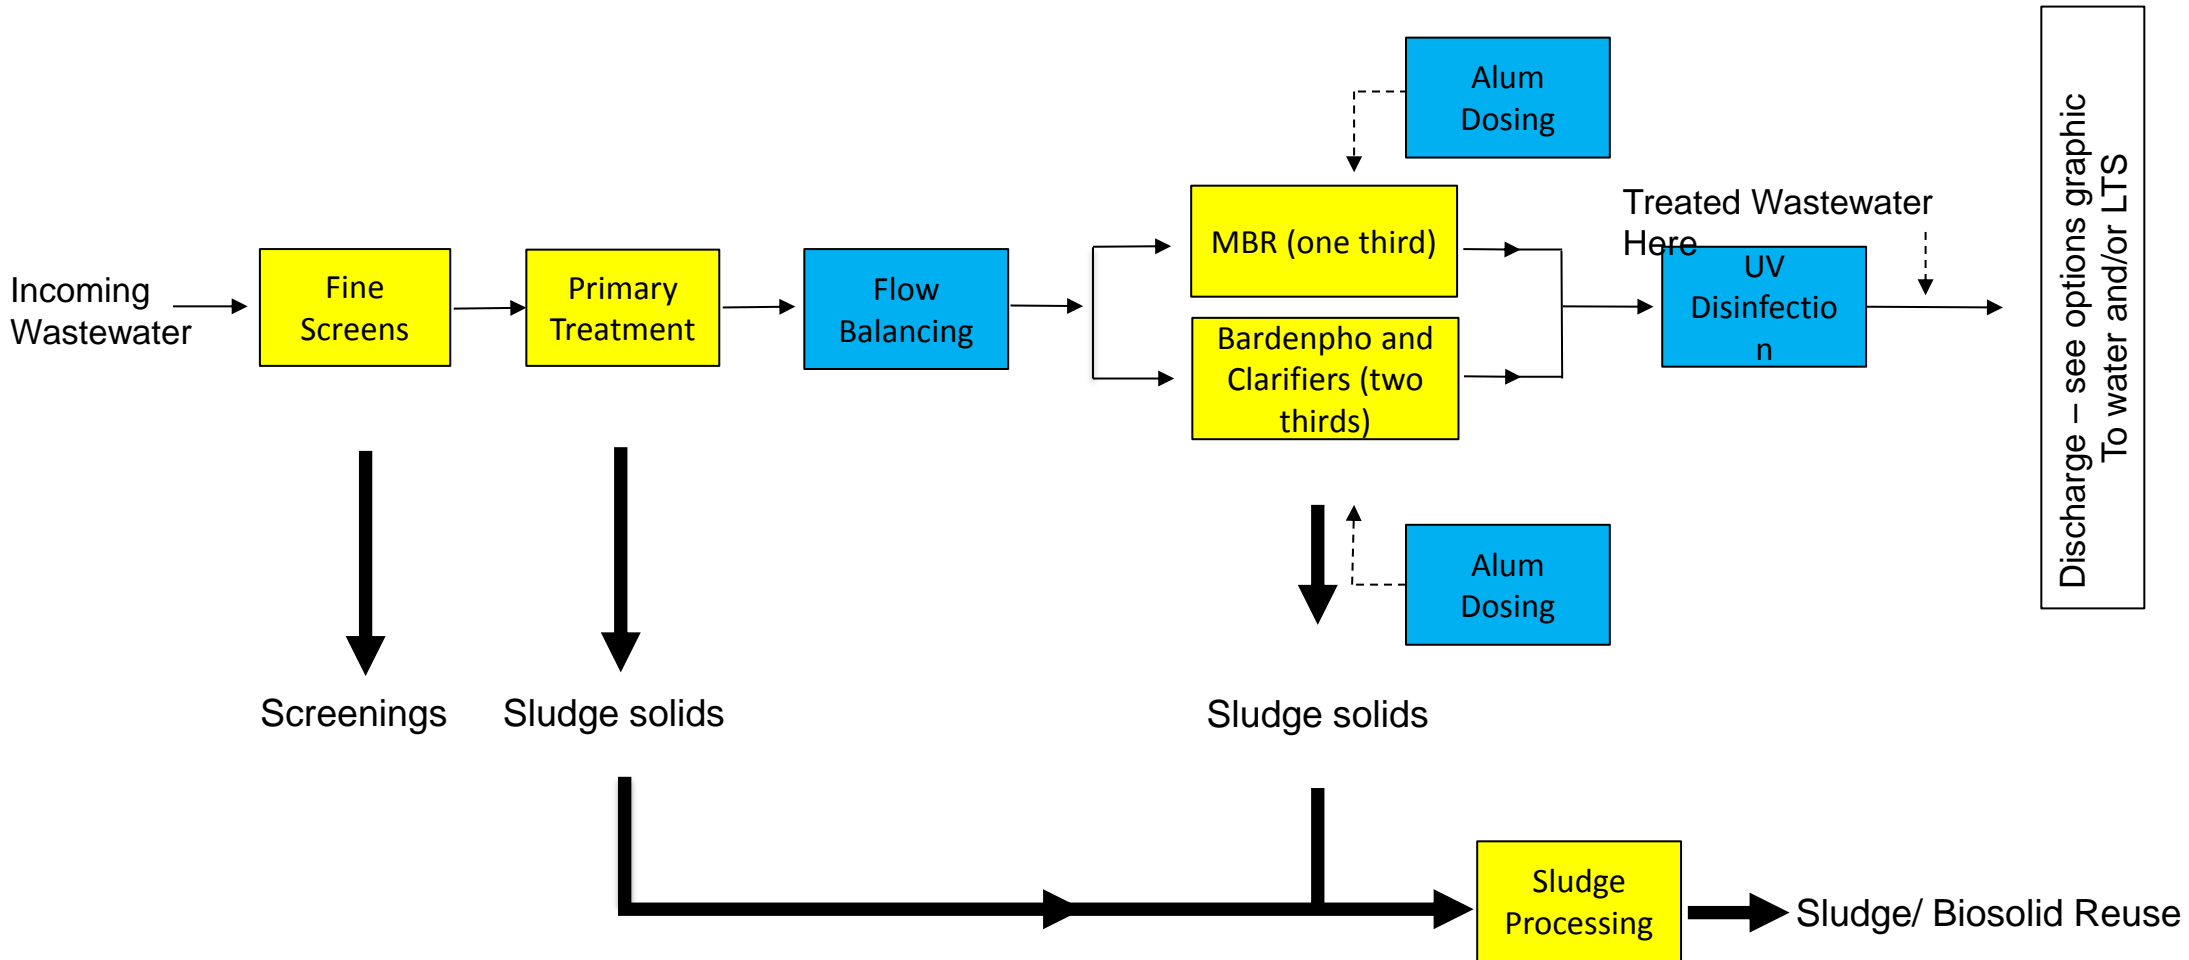 Alum
Dosing
Treated Wastewater
Here
Incoming
Wastewater
Fine
Screens
Primary
Treatment
Flow
Balancing
MBR (one third)
Bardenpho and
Clarifiers (two
thirds)
UV
Disinfectio
n
Discharge – see options graphic
To water and/or LTS
Alum
Dosing
Screenings
Sludge solids
Sludge solids
Sludge
Processing
Sludge/ Biosolid Reuse